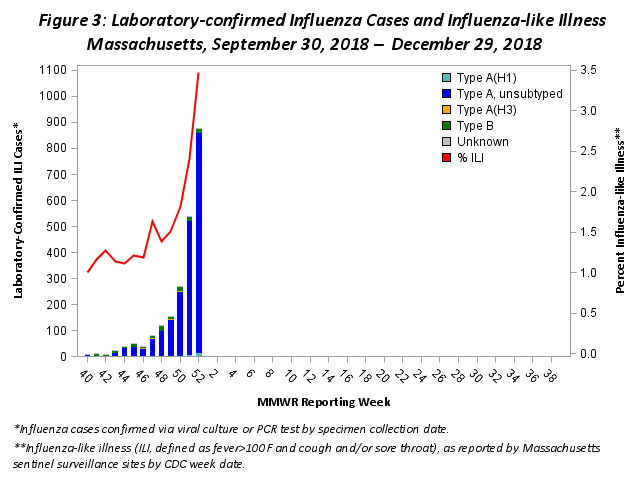 Figure 3: Laboratory-confirmed Influenza Cases and Influenza-like Illness
Massachusetts, September 30, 2018 – December 29, 2018
1100
1000
900
800
700
600
500
400
300
200
100
0
Laboratory-Confirmed ILI Cases*
Type A(H1)
Type A, unsubtyped
Type A(H3)
Type B
Unknown
% ILI
3.5
3.0
2.5
2.0
1.5
1.0
0.5
0.0
Percent Influenza-like Illness**
40 42 44 46 48 50 52 2 4 6 8 10 12 14 16 18 20 22 24 26 28 30 32 34 36 38
MMWR Reporting Week
*Influenza cases confirmed via viral culture or PCR test by specimen collection date.
**Influenza-like illness (ILI, defined as fever>100 F and cough and/or sore throat), as reported by Massachusetts
sentinel surveillance sites by CDC week date.